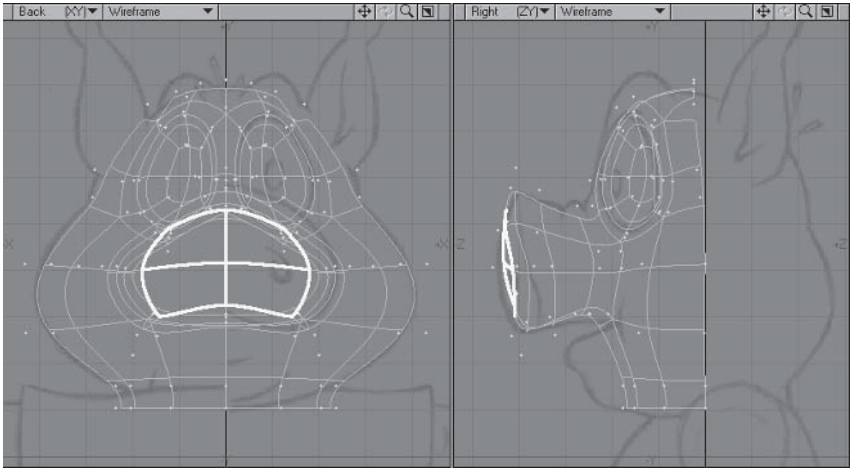 Back (XY) Wireframe
Right (ZY) Wireframe
+Y +Y
-X +X Z +Z
-Y -Y